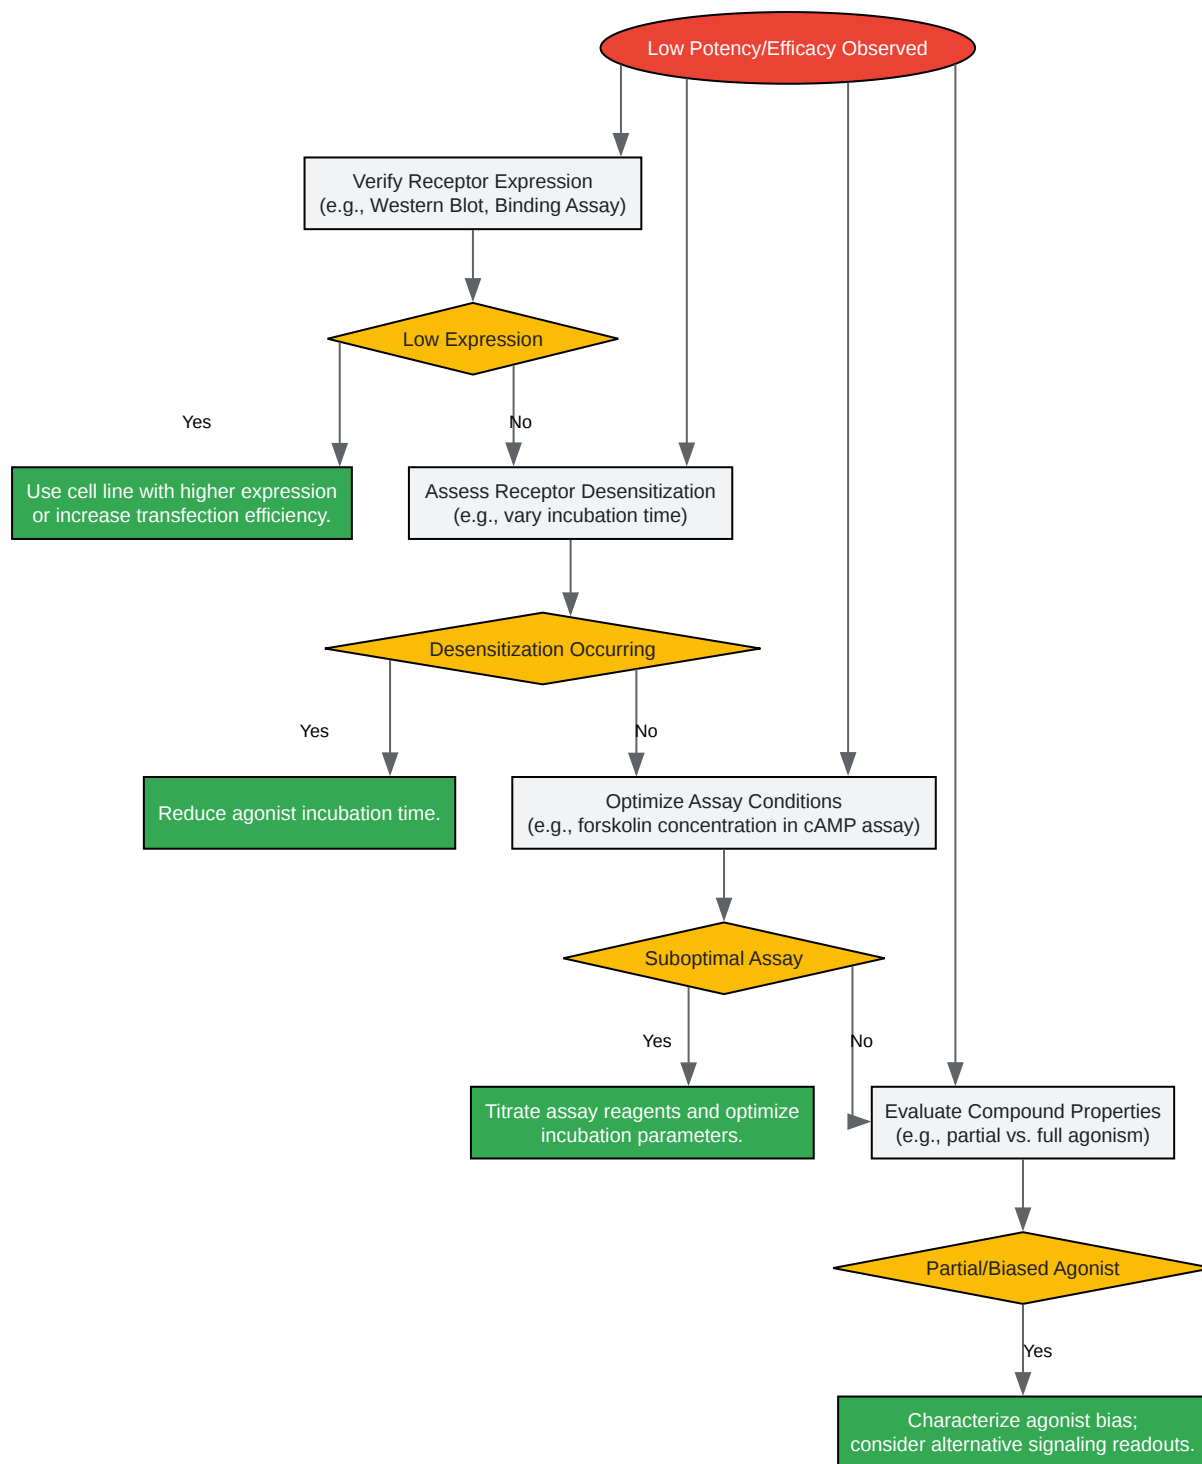 Low Potency/Efficacy Observed
Verify Receptor Expression
(e.g., Western Blot, Binding Assay)
Low Expression
Yes
No
Use cell line with higher expression
or increase transfection efficiency.
Assess Receptor Desensitization
(e.g., vary incubation time)
Desensitization Occurring
Yes
No
Reduce agonist incubation time.
Optimize Assay Conditions
(e.g., forskolin concentration in cAMP assay)
Suboptimal Assay
Yes
No
Titrate assay reagents and optimize
incubation parameters.
Evaluate Compound Properties
(e.g., partial vs. full agonism)
Partial/Biased Agonist
Yes
Characterize agonist bias;
consider alternative signaling readouts.